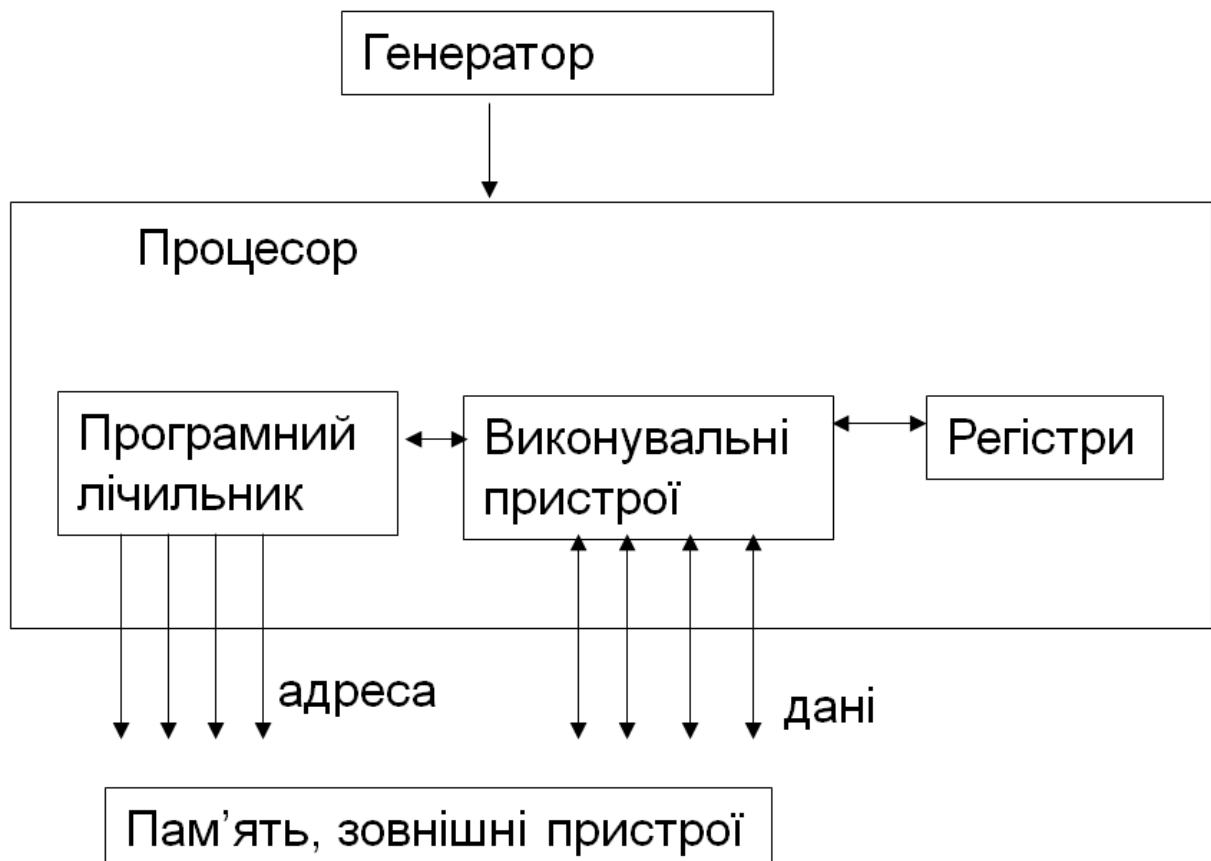 Генератор
Процесор
Програмний
лічильник
Виконувальні
пристрої
Регістри
адреса
дані
Пам’ять, зовнішні пристрої